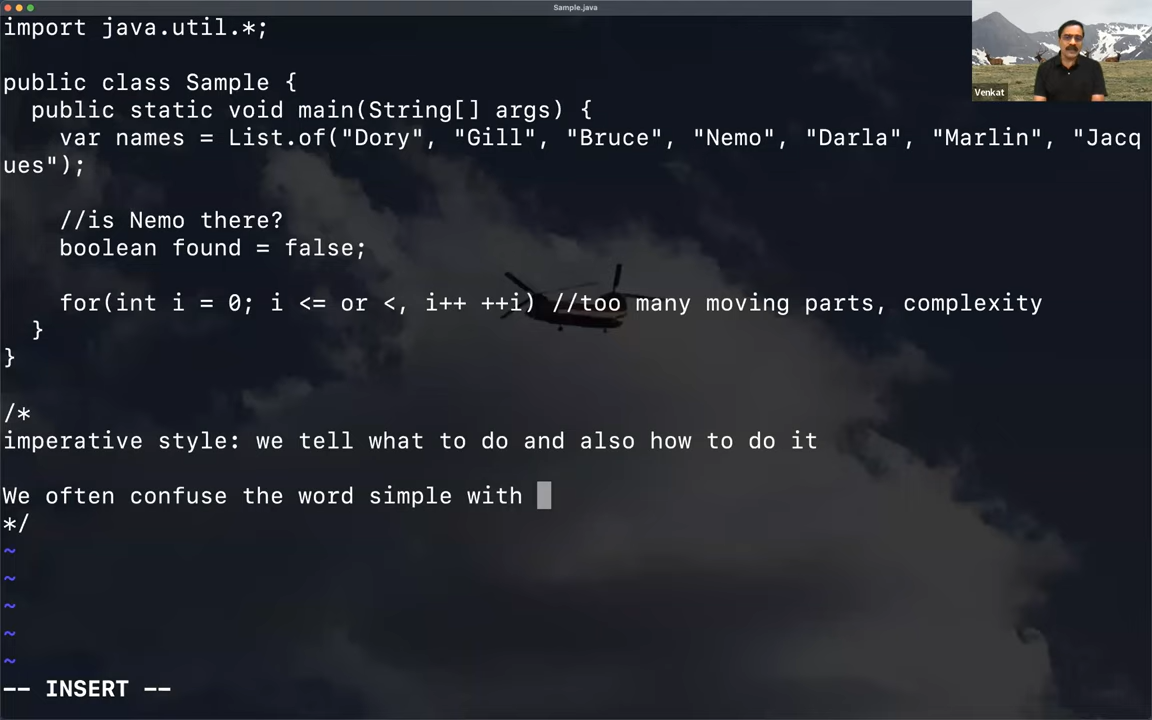 Sample.java
import java.util.*;
Venkat
public class Sample {
public static void main(String[] args) {
var names = List.of("Dory", "Gill", "Bruce", "Nemo", "Darla", "Marlin", "Jacq
ues");
//is Nemo there?
boolean found = false;
for(int i = 0; i <= or <, i++ ++i) //too many moving parts, complexity
}
}
/*
imperative style: we tell what to do and also how to do it
We often confuse the word simple with
*/
~
~
~
~
~
-- INSERT --